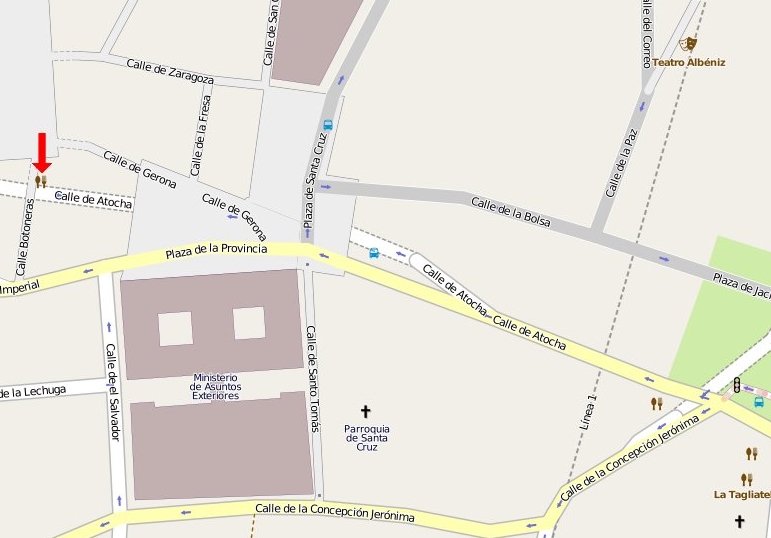 Calle de San C
Calle del Correo
Teatro Albéniz
Calle de Zaragoza
Calle de la Fresa
Plaza de Santa Cruz
Calle de la Paz
Calle de Gerona
Calle de Gerona
Calle de Atocha
Calle Botoneras
Calle de la Bolsa
Plaza de la Provincia
Imperial
Plaza de Jaci
Calle de Atocha
Calle de Atocha
Calle de el Salvador
Calle de Santo Tomás
Ministerio
de Asuntos
Exteriores
de la Lechuga
Línea 1
Parroquia
de Santa
Cruz
Calle de la Concepción Jerónima
Calle de la Concepción Jerónima
La Tagliatel